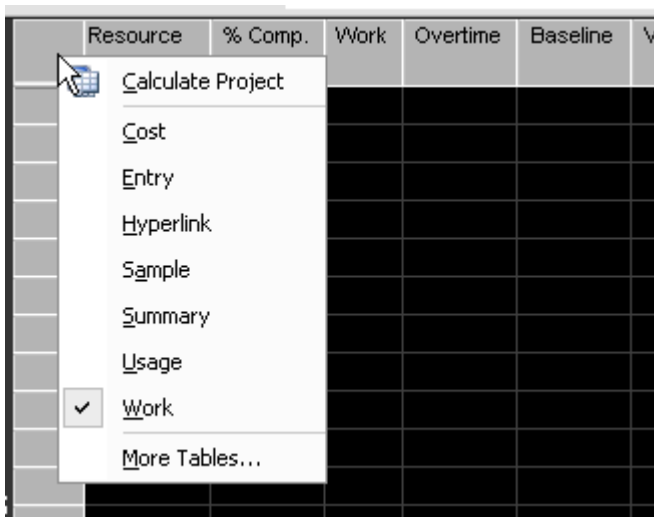 Resource % Comp. Work Overtime Baseline
Calculate Project
Cost
Entry
Hyperlink
Sample
Summary
Usage
Work
More Tables...